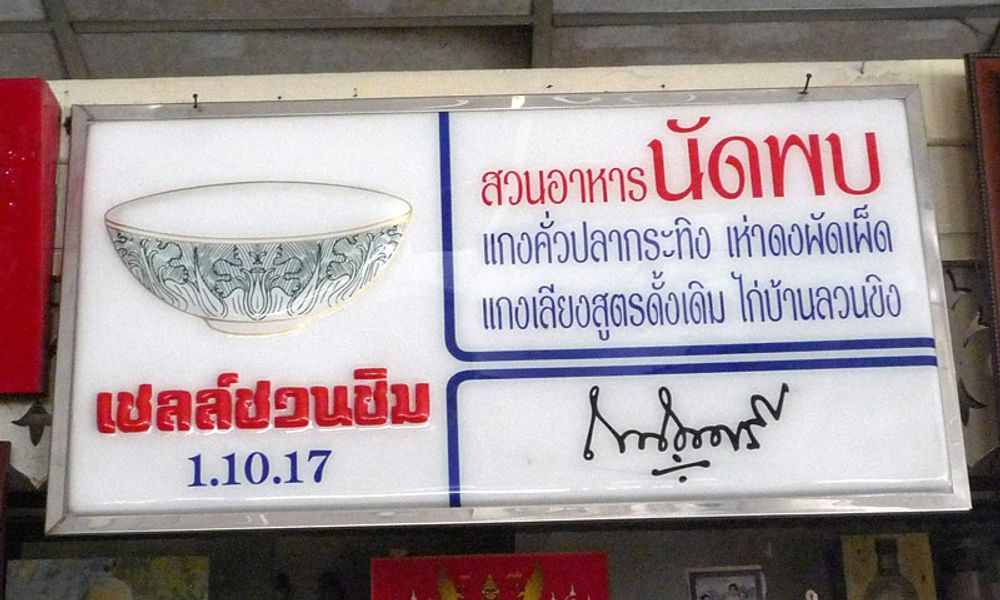 สวนอาหารนัดพบ
แกงคั่วปลากระทิง เห่าดงผัดเผ็ด
แกงเลียงสูตรดั้งเดิม ไก่บ้านลวนขิง
เชลล์ชวนชิม
1.10.17